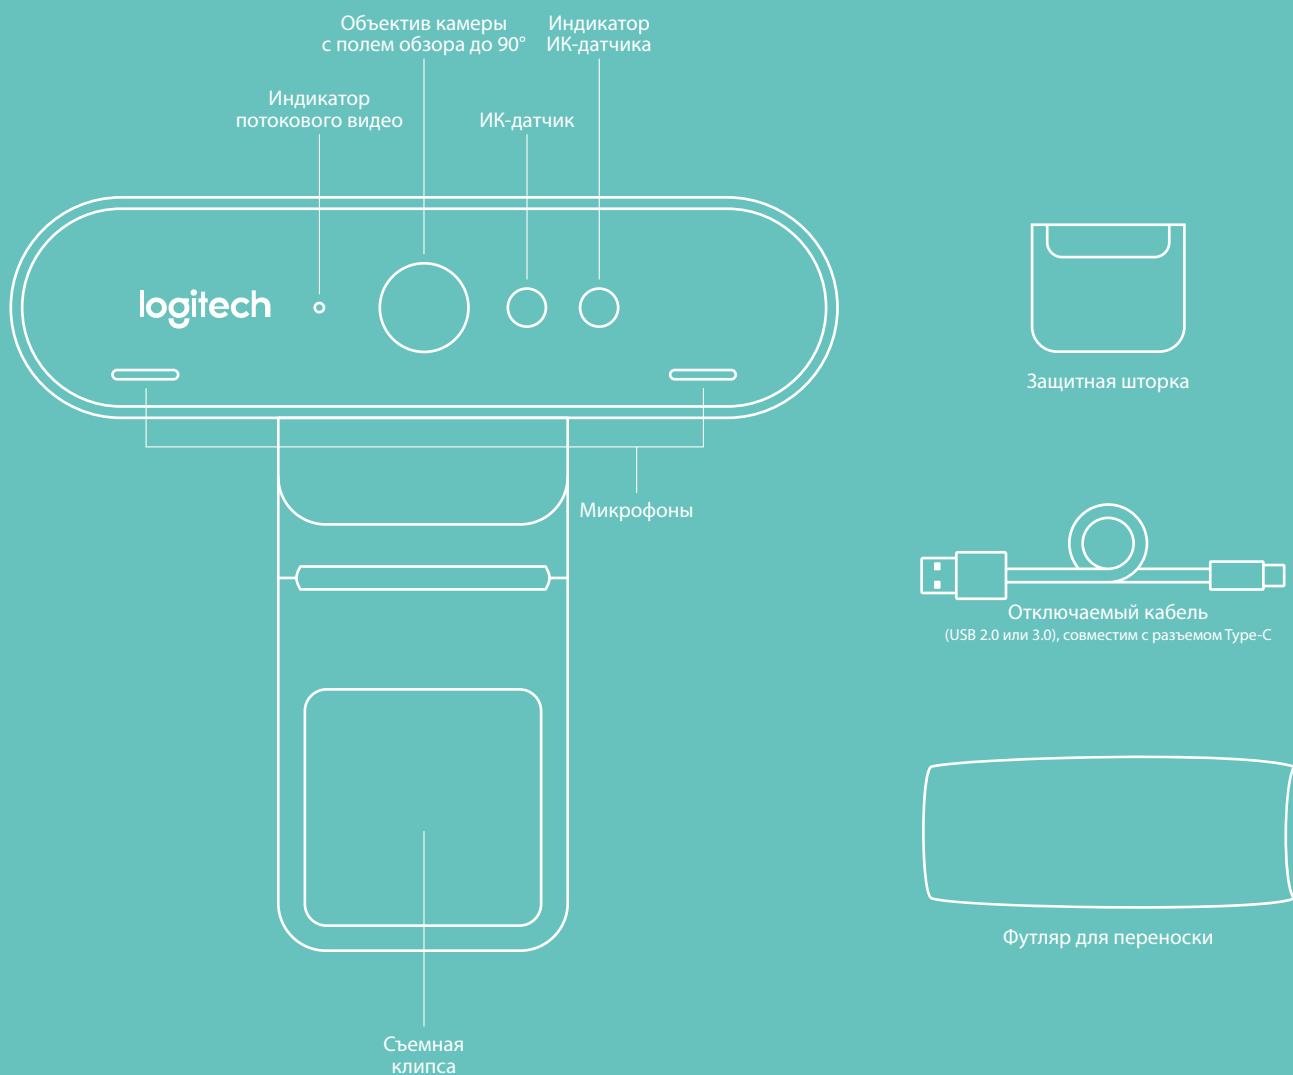 Объектив камеры
с полем обзора до 90°
Индикатор
ИК-датчика
Индикатор
потокового видео
ИК-датчик
logitech
Микрофоны
Съемная
клипса
Защитная шторка
Отключаемый кабель
(USB 2.0 или 3.0), совместим с разъемом Type-C
Футляр для переноски